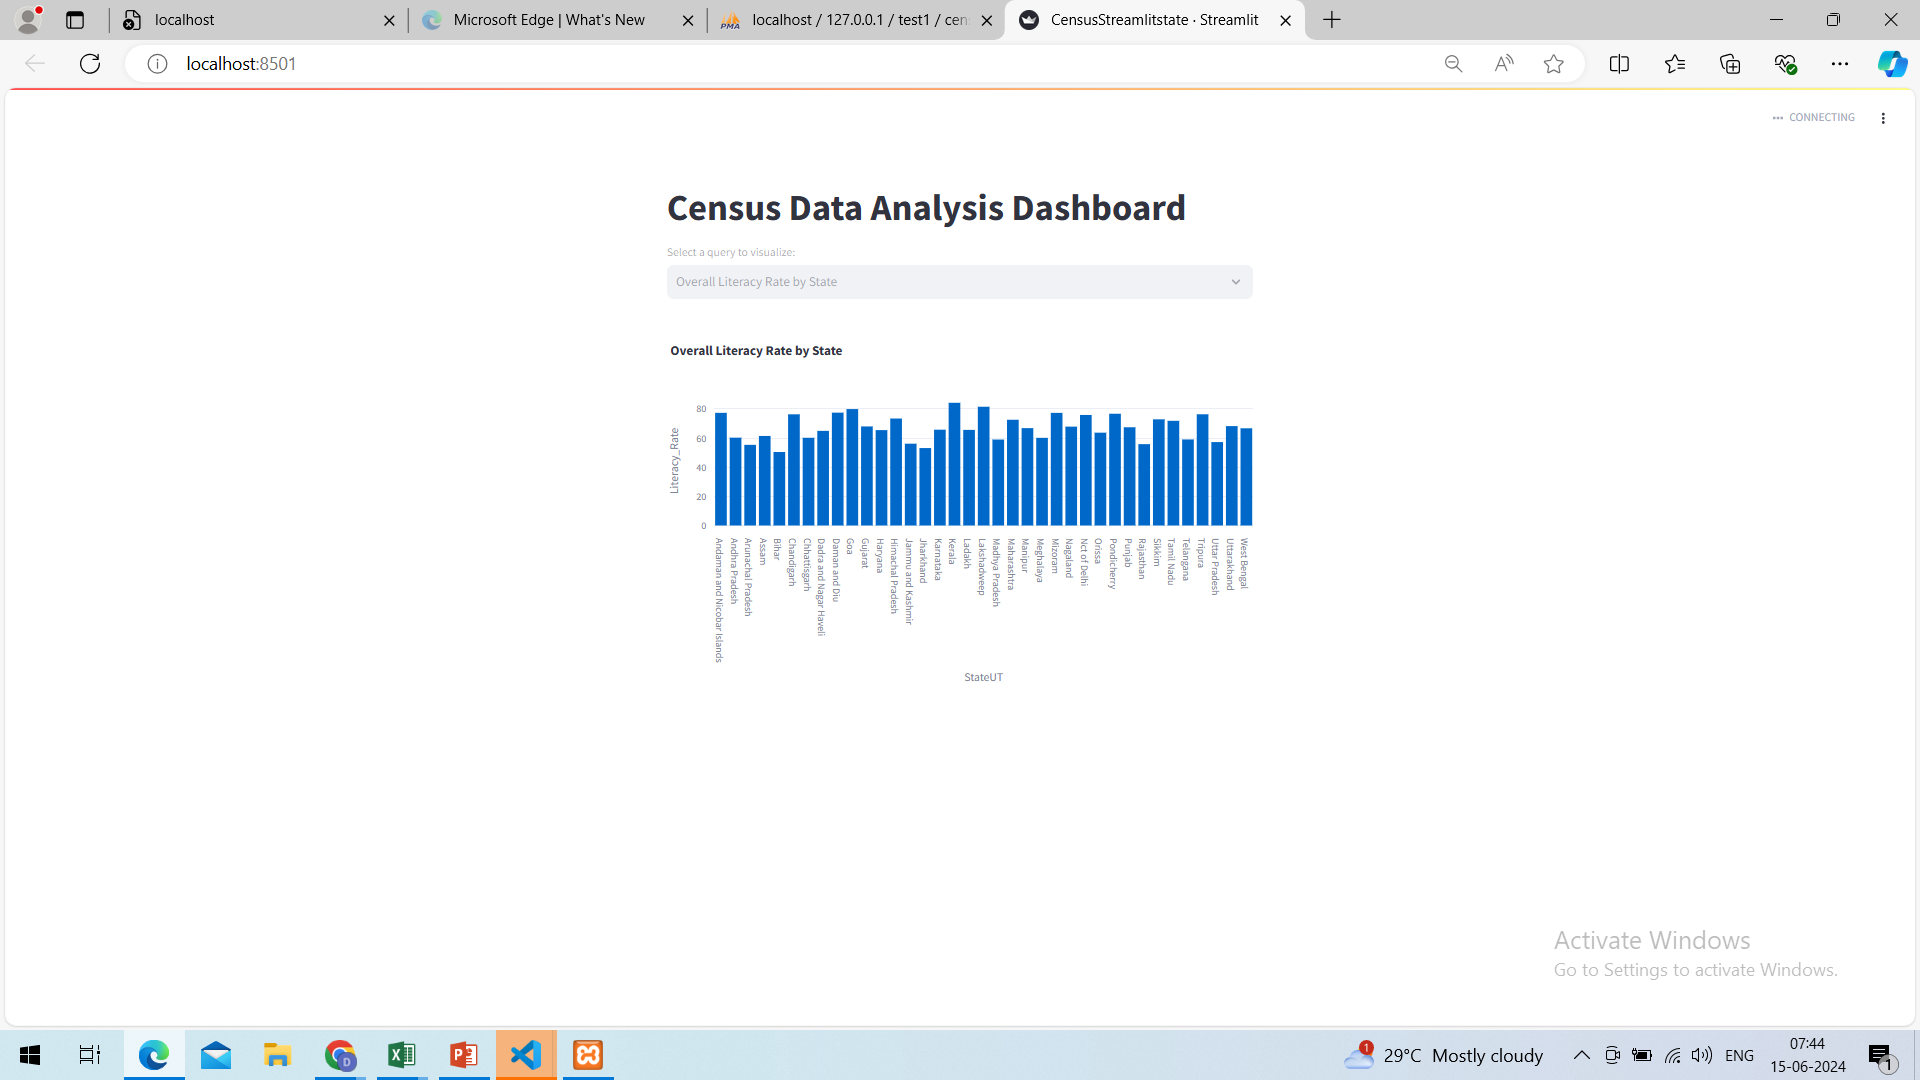 localhost
Microsoft Edge | What's New
localhost / 127.0.0.1 / test1 / cen
CensusStreamlitstate · Streamlit
localhost:8501
CONNECTING
Census Data Analysis Dashboard
Select a query to visualize:
Overall Literacy Rate by State
Overall Literacy Rate by State
Literacy_Rate
80
60
40
20
0
Andaman and Nicobar Islands
Andhra Pradesh
Arunachal Pradesh
Assam
Bihar
Chandigarh
Chhattisgarh
Dadra and Nagar Haveli
Daman and Diu
Goa
Gujarat
Haryana
Himachal Pradesh
Jammu and Kashmir
Jharkhand
Karnataka
Kerala
Ladakh
Lakshadweep
Madhya Pradesh
Maharashtra
Manipur
Meghalaya
Mizoram
Nagaland
Nct of Delhi
Orissa
Pondicherry
Punjab
Rajasthan
Sikkim
Tamil Nadu
Telangana
Tripura
Uttar Pradesh
Uttarakhand
West Bengal
StateUT
Activate Windows
Go to Settings to activate Windows.
D
1
29°C Mostly cloudy
ENG
07:44
15-06-2024
1
PMA